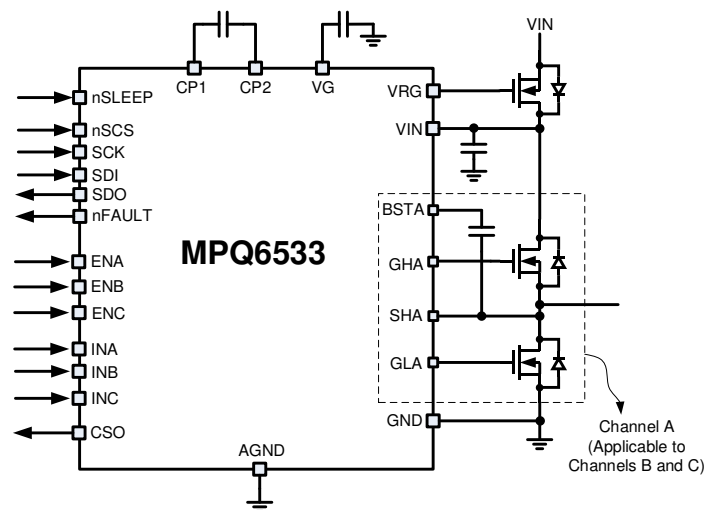 VIN
CP1
CP2
VG
VRG
nSLEEP
nSCS
SCK
SDI
SDO
nFAULT
VIN
BSTA
MPQ6533
ENA
ENB
ENC
GHA
SHA
INA
INB
INC
GLA
CSO
GND
AGND
Channel A
(Applicable to
Channels B and C)